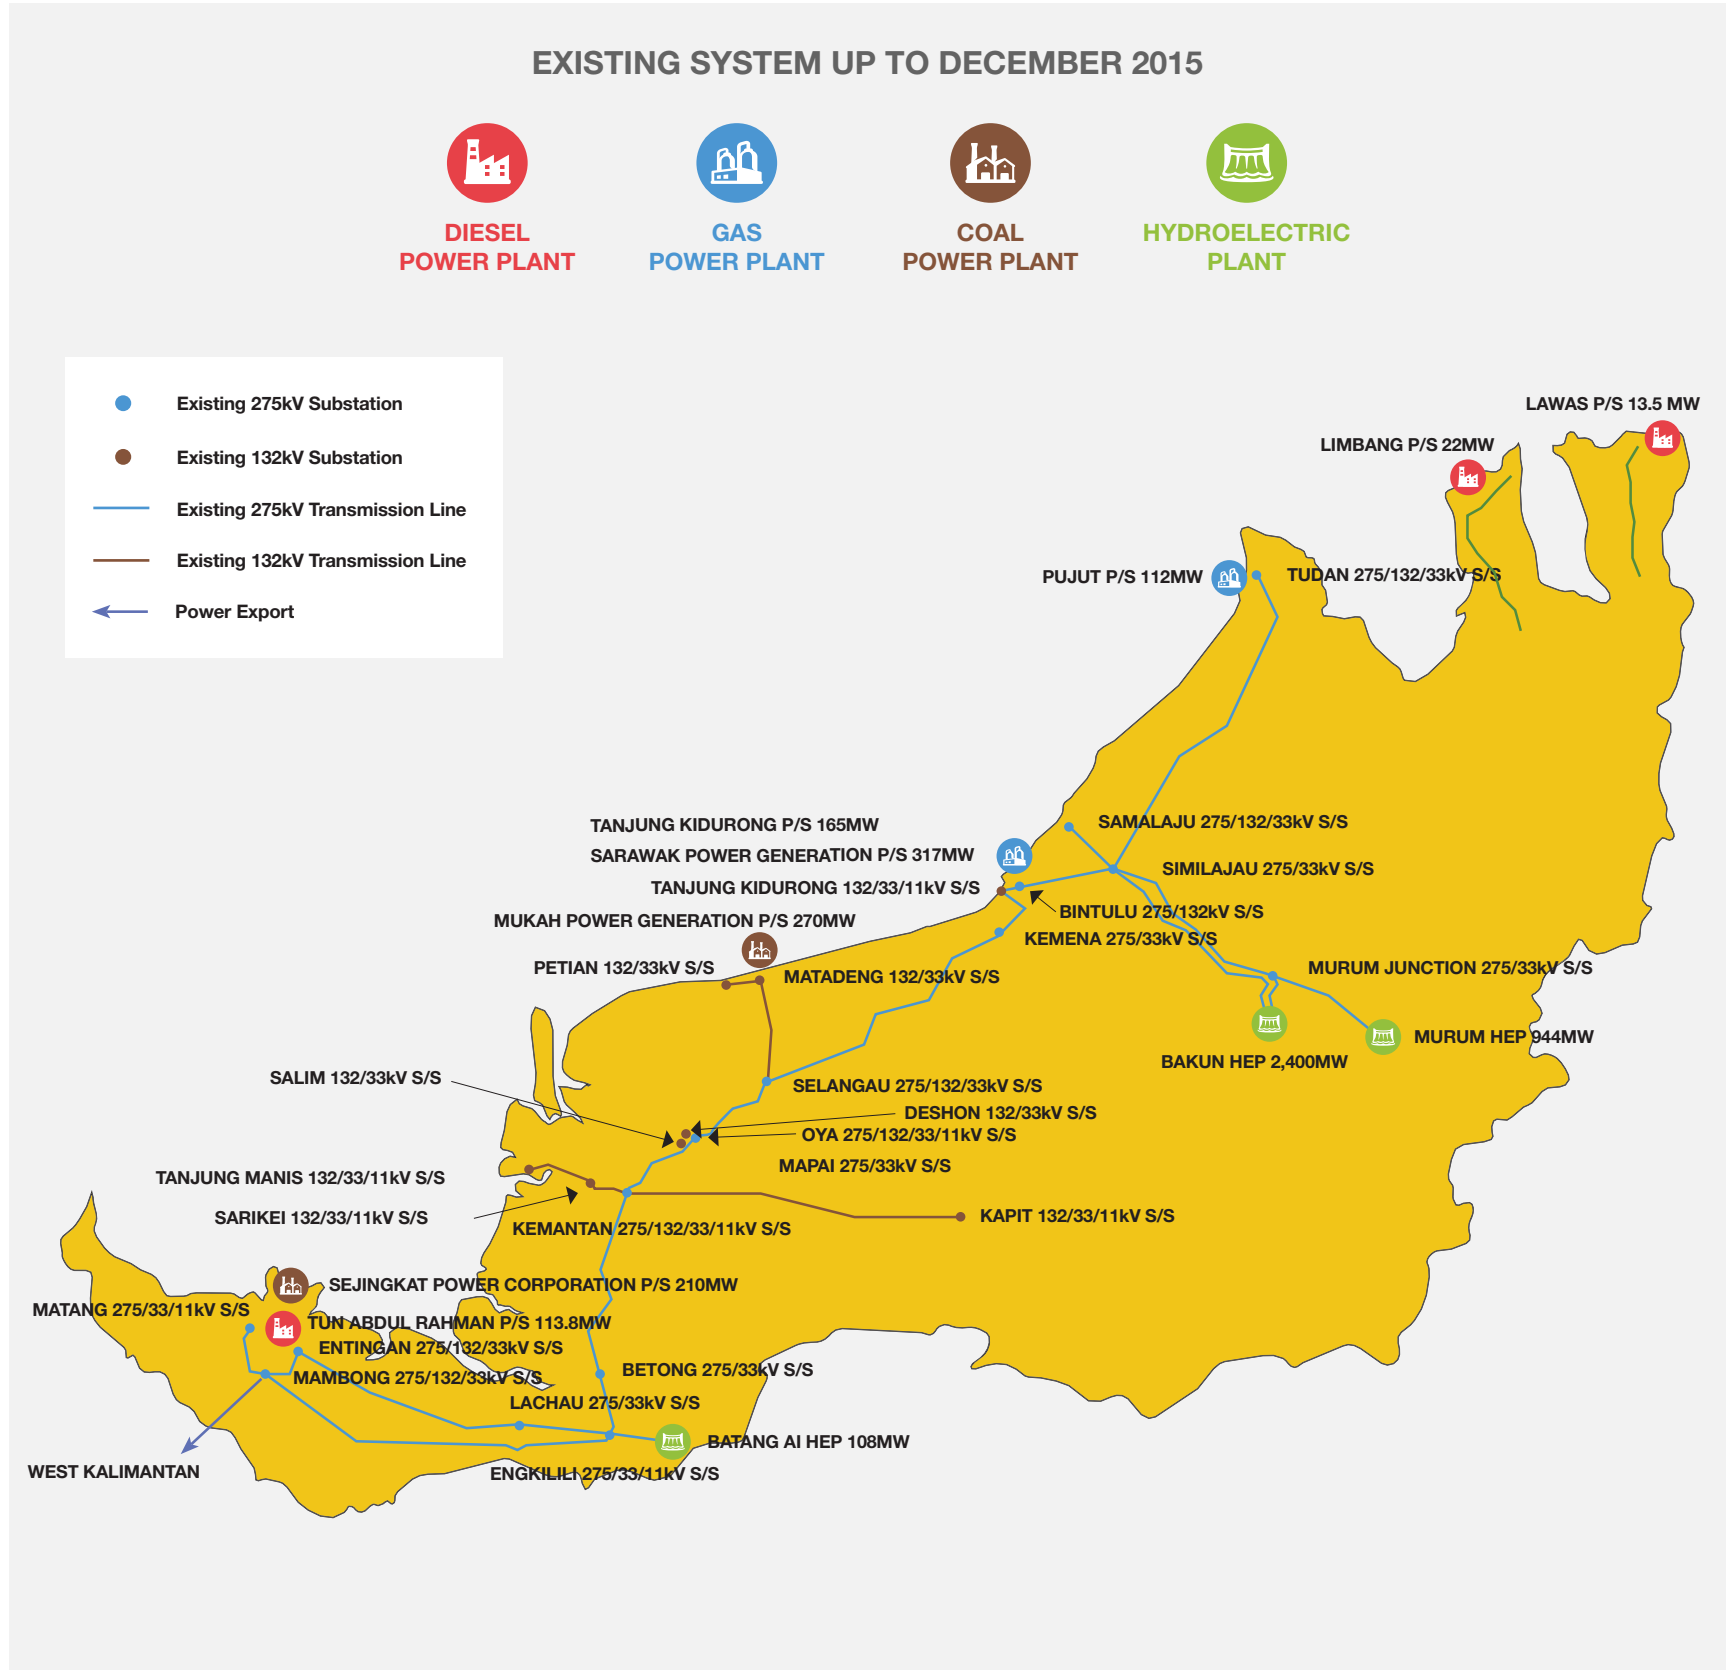 EXISTING SYSTEM UP TO DECEMBER 2015
DIESEL
POWER PLANT
GAS
POWER PLANT
COAL
POWER PLANT
HYDROELECTRIC
PLANT
Existing 275kV Substation
Existing 132kV Substation
Existing 275kV Transmission Line
Existing 132kV Transmission Line
Power Export
LAWAS P/S 13.5 MW
LIMBANG P/S 22MW
PUJUT P/S 112MW
TUDAN 275/132/33kV S/S
TANJUNG KIDURONG P/S 165MW
SAMALAJU 275/132/33kV S/S
SARAWAK POWER GENERATION P/S 317MW
SIMILAJAU 275/33kV S/S
TANJUNG KIDURONG 132/33/11kV S/S
BINTULU 275/132kV S/S
MUKAH POWER GENERATION P/S 270MW
KEMENA 275/33kV S/S
PETIAN 132/33kV S/S
MATADENG 132/33kV S/S
MURUM JUNCTION 275/33kV S/S
MURUM HEP 944MW
BAKUN HEP 2,400MW
SALIM 132/33kV S/S
SELANGAU 275/132/33kV S/S
DESHON 132/33kV S/S
OYA 275/132/33/11kV S/S
MAPAI 275/33kV S/S
TANJUNG MANIS 132/33/11kV S/S
SARIKEI 132/33/11kV S/S
KEMANTAN 275/132/33/11kV S/S
KAPIT 132/33/11kV S/S
SEJINGKAT POWER CORPORATION P/S 210MW
MATANG 275/33/11kV S/S
TUN ABDUL RAHMAN P/S 113.8MW
ENTINGAN 275/132/33kV S/S
MAMBONG 275/132/33kV S/S
BETONG 275/33kV S/S
LACHAU 275/33kV S/S
BATANG AI HEP 108MW
WEST KALIMANTAN
ENGKILILI 275/33/11kV S/S